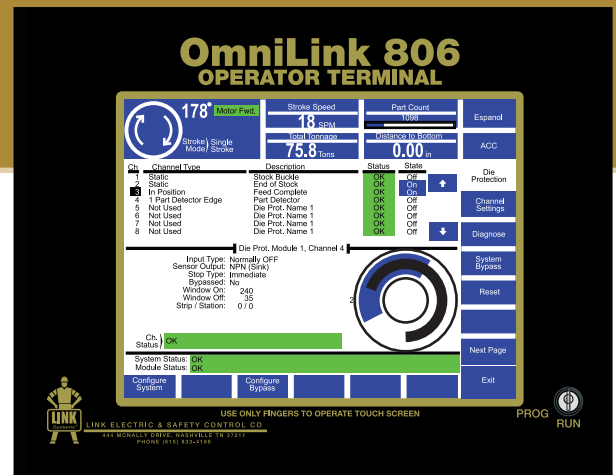 OmniLink 806
OPERATOR TERMINAL
178° Motor Fwd.
Stroke Mode Single Stroke
Stroke Speed
18 SPM
Part Count
1098
Total Tonnage
75.8 Tons
Distance to Bottom
0.00 in
Espanol
ACC
Die Protection
Channel Settings
Diagnose
System Bypass
Reset
Next Page
Exit
Ch. Channel Type Description Status State
1 Static Stock Buckle OK Off
2 Static End of Stock OK On
3 In Position Feed Complete OK On
4 1 Part Detector Edge Part Detector OK Off
5 Not Used Die Prot. Name 1 OK Off
6 Not Used Die Prot. Name 1 OK Off
7 Not Used Die Prot. Name 1 OK Off
8 Not Used Die Prot. Name 1 OK Off
Die Prot. Module 1, Channel 4
Input Type: Normally OFF
Sensor Output: NPN (Sink)
Stop Type: Immediate
Bypassed: No
Window On: 240
Window Off: 35
Strip / Station: 0 / 0
2
Ch. Status OK
System Status: OK
Module Status: OK
Configure System
Configure Bypass
USE ONLY FINGERS TO OPERATE TOUCH SCREEN
LINK
Systems
LINK ELECTRIC & SAFETY CONTROL CO
444 MCNALLY DRIVE, NASHVILLE TN 37211
PHONE (615) 833-4168
PROG
RUN